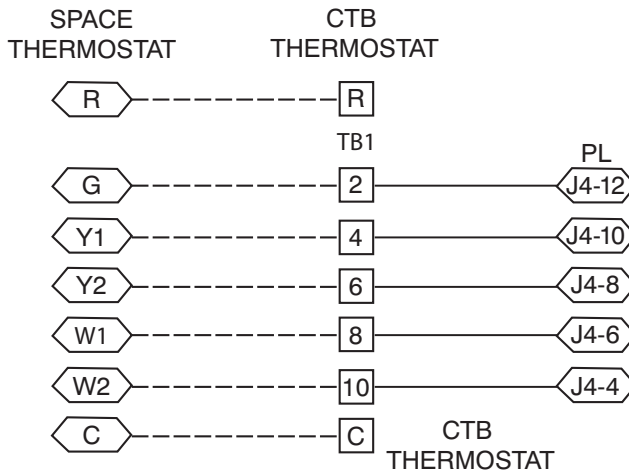 SPACE THERMOSTAT
CTB THERMOSTAT
R R
TB1
PL
G 2 J4-12
Y1 4 J4-10
Y2 6 J4-8
W1 8 J4-6
W2 10 J4-4
C C
CTB THERMOSTAT